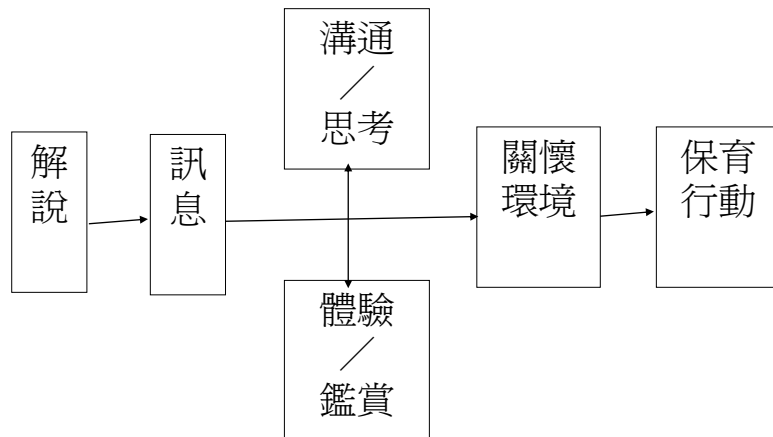 解
說
訊
息
溝通
／
思考
體驗
／
鑑賞
關懷
環境
保育
行動